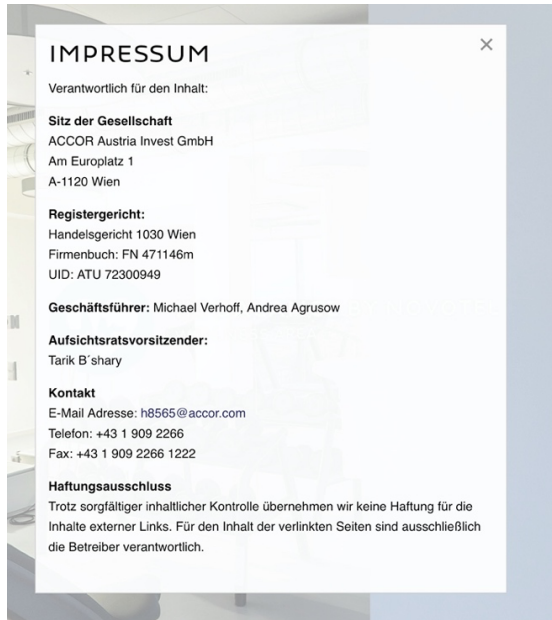 IMPRESSUM
Verantwortlich für den Inhalt:
Sitz der Gesellschaft
ACCOR Austria Invest GmbH
Am Europlatz 1
A-1120 Wien
Registergericht:
Handelsgericht 1030 Wien
Firmenbuch: FN 471146m
UID: ATU 72300949
Geschäftsführer: Michael Verhoff, Andrea Agrusow
Aufsichtsratsvorsitzender:
Tarik B´shary
Kontakt
E-Mail Adresse: h8565@accor.com
Telefon: +43 1 909 2266
Fax: +43 1 909 2266 1222
Haftungsausschluss
Trotz sorgfältiger inhaltlicher Kontrolle übernehmen wir keine Haftung für die
Inhalte externer Links. Für den Inhalt der verlinkten Seiten sind ausschließlich
die Betreiber verantwortlich.